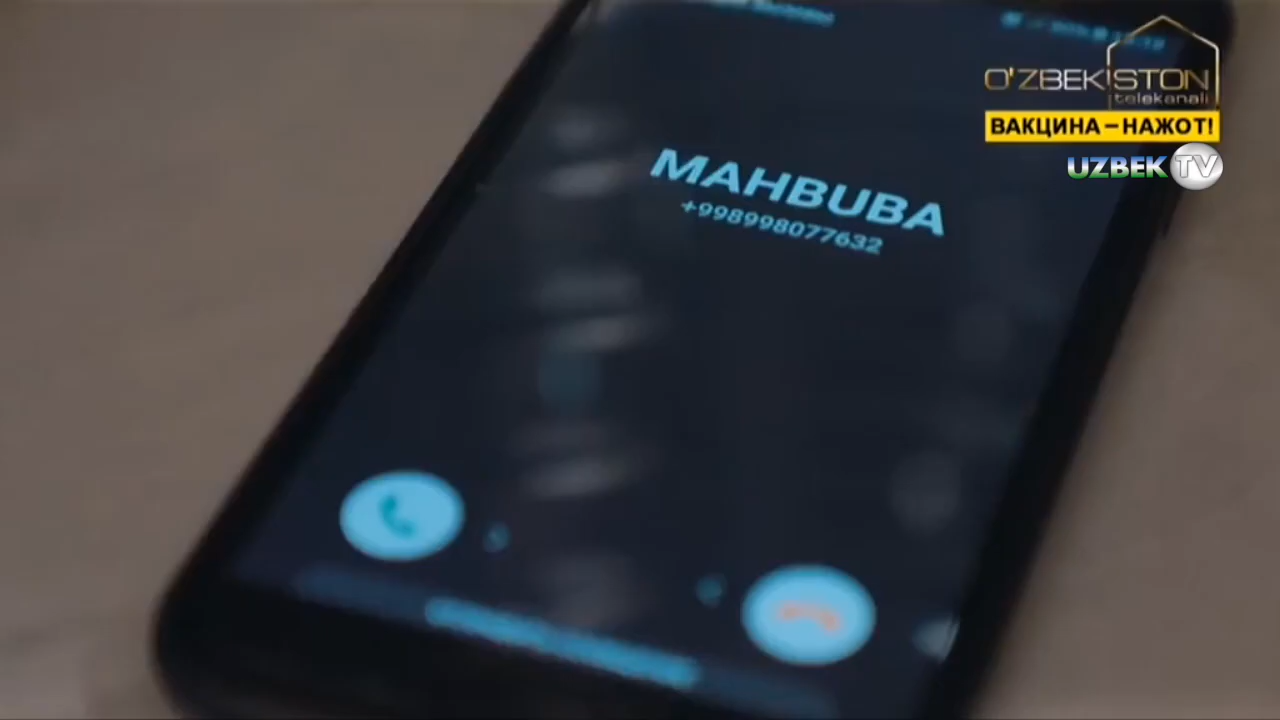 O'ZBEKISTON
telekanali
ВАКЦИНА – НАЖОТ!
UZBEK TV
MAHBUBA
+998998077632